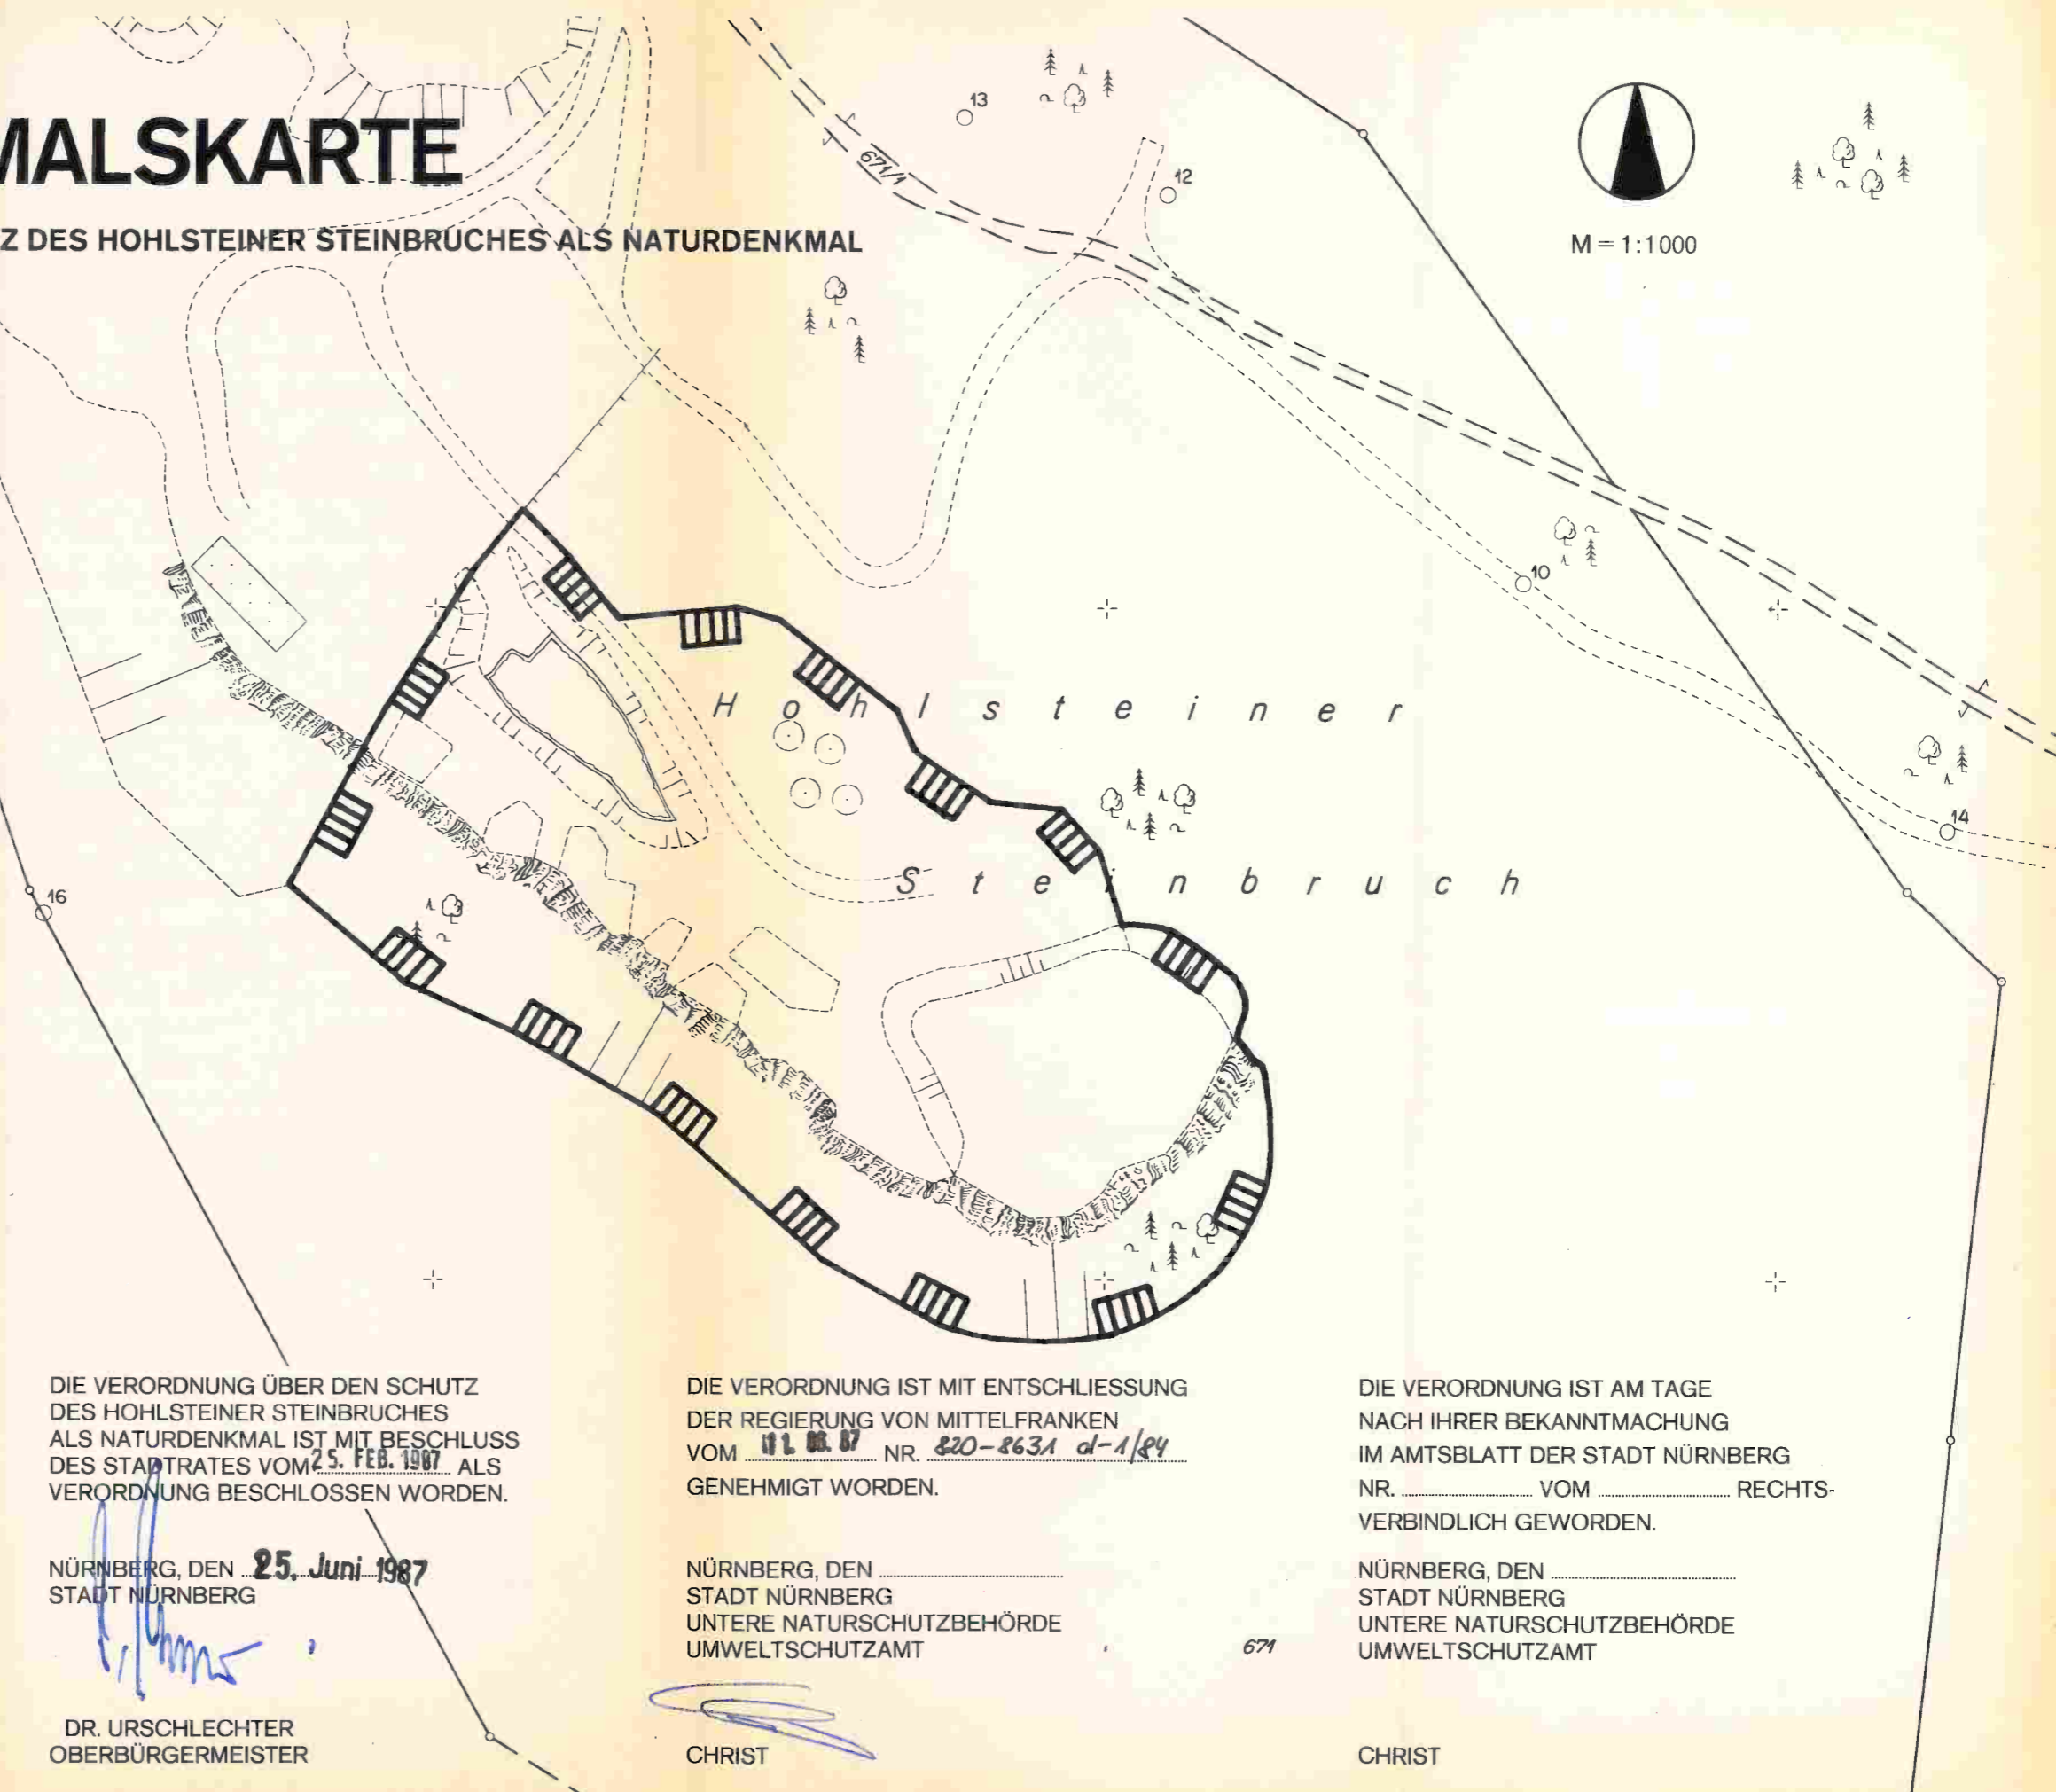 MALSKARTE
Z DES HOHLSTEINER STEINBRUCHES ALS NATURDENKMAL
M = 1:1000
13
12
671/1
10
14
16
Hohlsteiner
Steinbruch
DIE VERORDNUNG ÜBER DEN SCHUTZ
DES HOHLSTEINER STEINBRUCHES
ALS NATURDENKMAL IST MIT BESCHLUSS
DES STADTRATES VOM 25. FEB. 1987 ALS
VERORDNUNG BESCHLOSSEN WORDEN.
NÜRNBERG, DEN 25. Juni 1987
STADT NÜRNBERG
DR. URSCHLECHTER
OBERBÜRGERMEISTER
DIE VERORDNUNG IST MIT ENTSCHLIESSUNG
DER REGIERUNG VON MITTELFRANKEN
VOM NR. 820-8631 d-1/84
GENEHMIGT WORDEN.
NÜRNBERG, DEN
STADT NÜRNBERG
UNTERE NATURSCHUTZBEHÖRDE
UMWELTSCHUTZAMT
671
CHRIST
DIE VERORDNUNG IST AM TAGE
NACH IHRER BEKANNTMACHUNG
IM AMTSBLATT DER STADT NÜRNBERG
NR. VOM RECHTS-
VERBINDLICH GEWORDEN.
NÜRNBERG, DEN
STADT NÜRNBERG
UNTERE NATURSCHUTZBEHÖRDE
UMWELTSCHUTZAMT
CHRIST